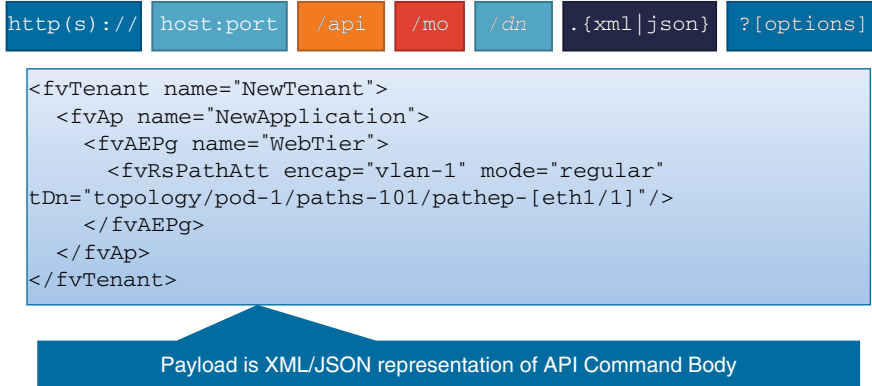 http(s):// host:port /api /mo /dn .{xml|json} ?[options]
<fvTenant name="NewTenant">
<fvAp name="NewApplication">
<fvAEPg name="WebTier">
<fvRsPathAtt encap="vlan-1" mode="regular"
tDn="topology/pod-1/paths-101/pathep-[eth1/1]"/>
</fvAEPg>
</fvAp>
</fvTenant>
Payload is XML/JSON representation of API Command Body